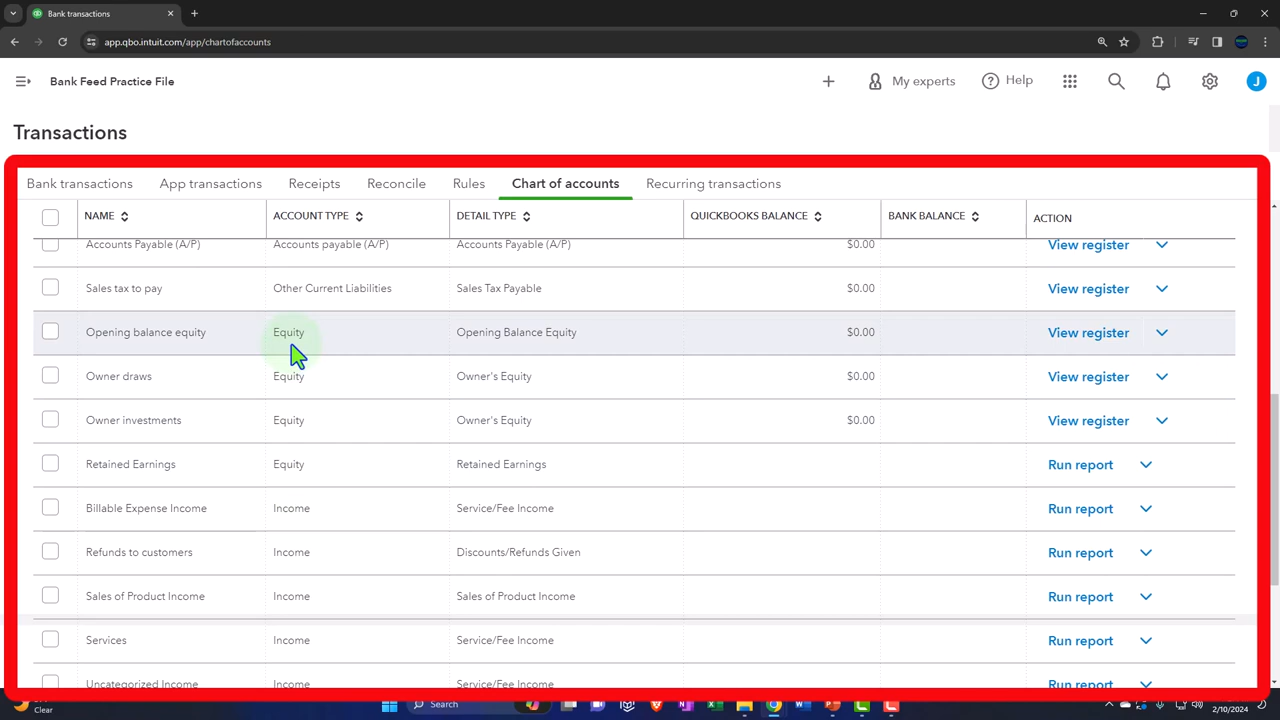 Bank transactions
app.qbo.intuit.com/app/chartofaccounts
Bank Feed Practice File
My experts
Help
J
Transactions
Bank transactions App transactions Receipts Reconcile Rules Chart of accounts Recurring transactions
NAME ACCOUNT TYPE DETAIL TYPE QUICKBOOKS BALANCE BANK BALANCE ACTION
Accounts Payable (A/P) Accounts payable (A/P) Accounts Payable (A/P) $0.00 View register
Sales tax to pay Other Current Liabilities Sales Tax Payable $0.00 View register
Opening balance equity Equity Opening Balance Equity $0.00 View register
Owner draws Equity Owner's Equity $0.00 View register
Owner investments Equity Owner's Equity $0.00 View register
Retained Earnings Equity Retained Earnings Run report
Billable Expense Income Income Service/Fee Income Run report
Refunds to customers Income Discounts/Refunds Given Run report
Sales of Product Income Income Sales of Product Income Run report
Services Income Service/Fee Income Run report
Uncategorized Income Income Service/Fee Income Run report
Clear
Search
2/10/2024